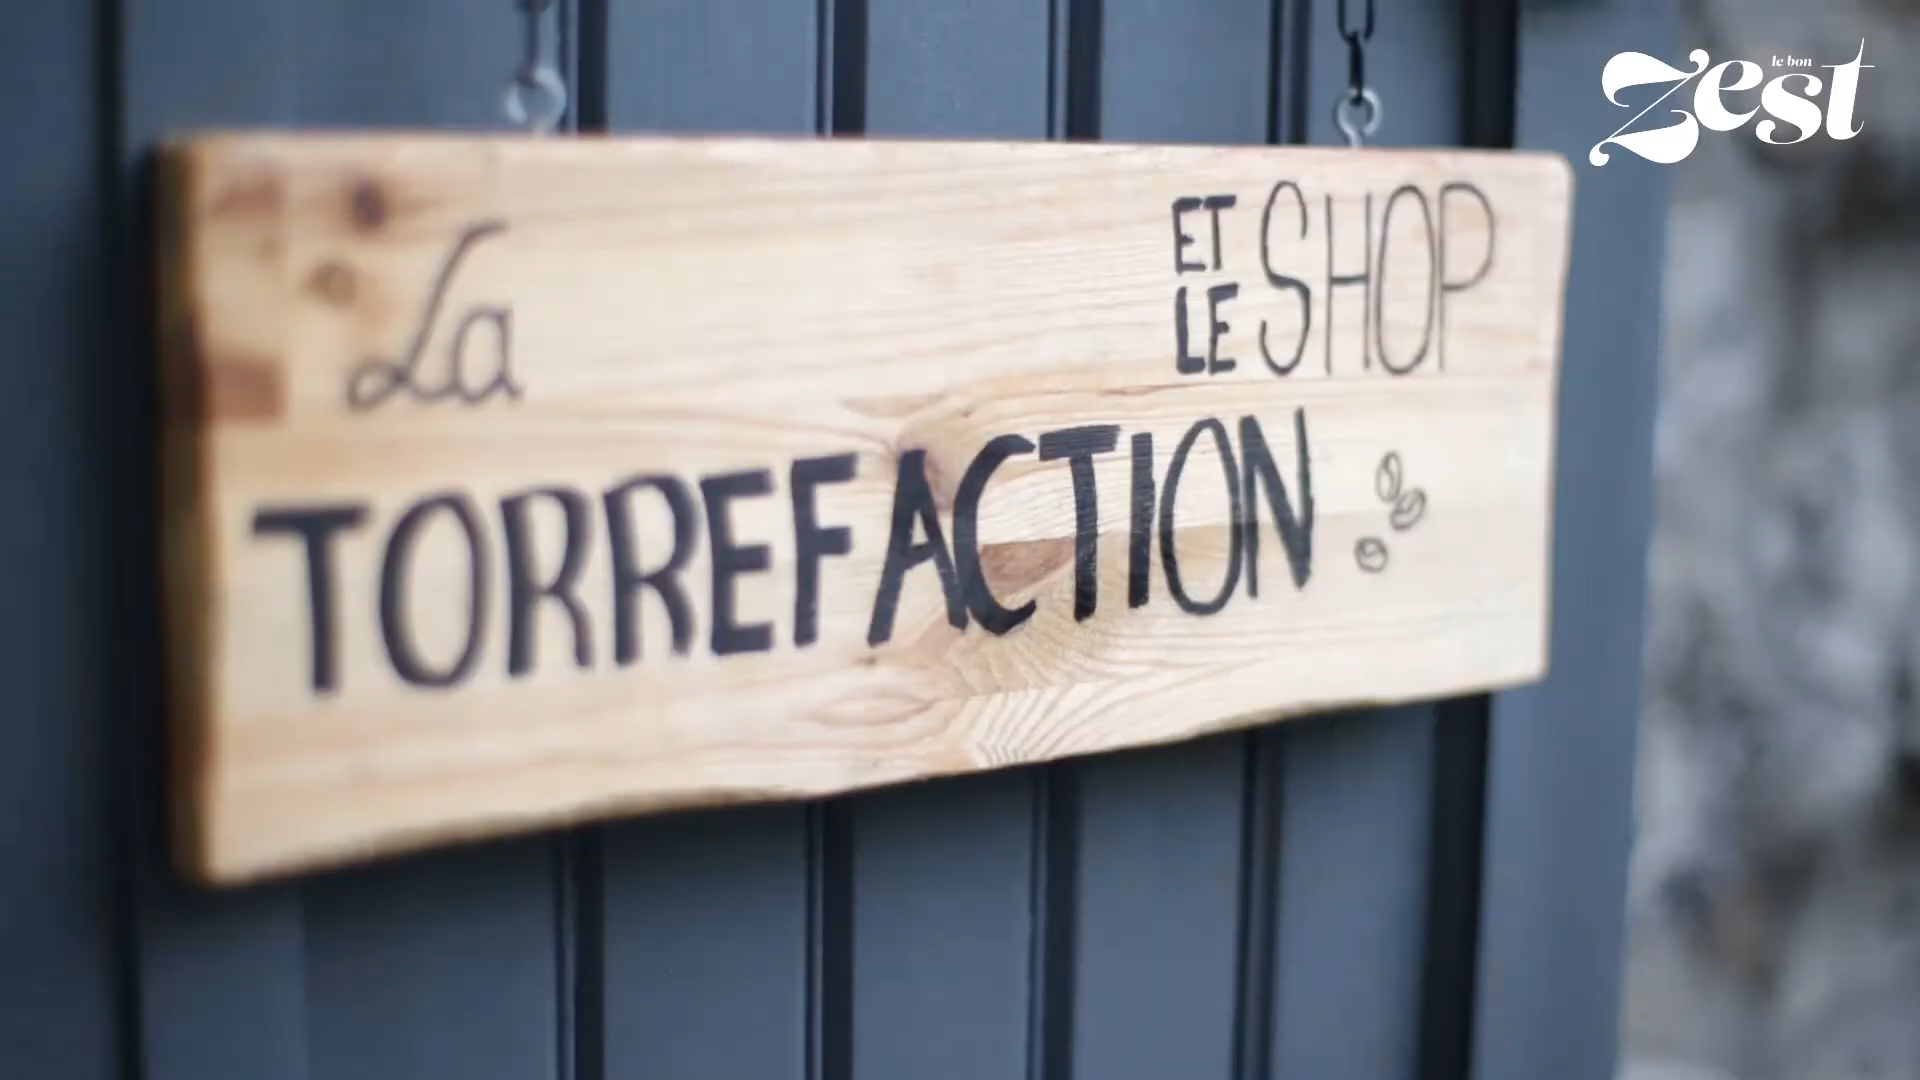 La
TORREFACTION
ET
LE SHOP
le bon
zest